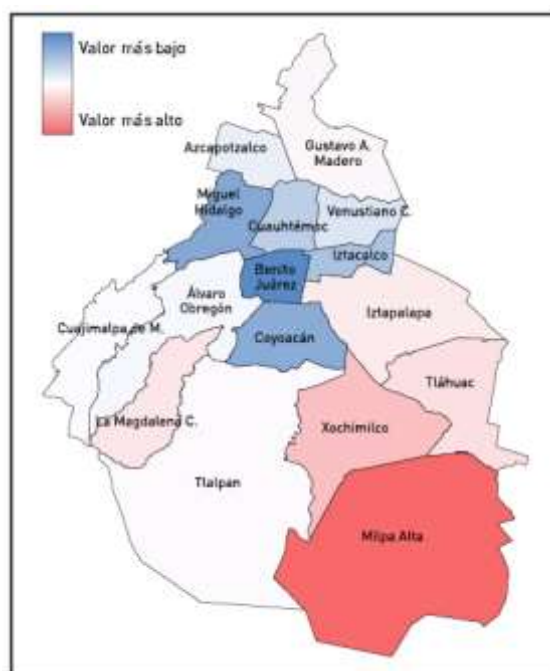 Valor más bajo
Valor más alto
Gustavo A.
Madero
Azcapotzalco
Miguel
Hidalgo
Cuauhtémoc
Venustiano C.
Iztacalco
Benito
Juárez
Álvaro
Obregón
Cuajimalpa de M.
Coyoacán
Iztapalapa
Tláhuac
La Magdalena C.
Xochimilco
Tlalpan
Milpa Alta